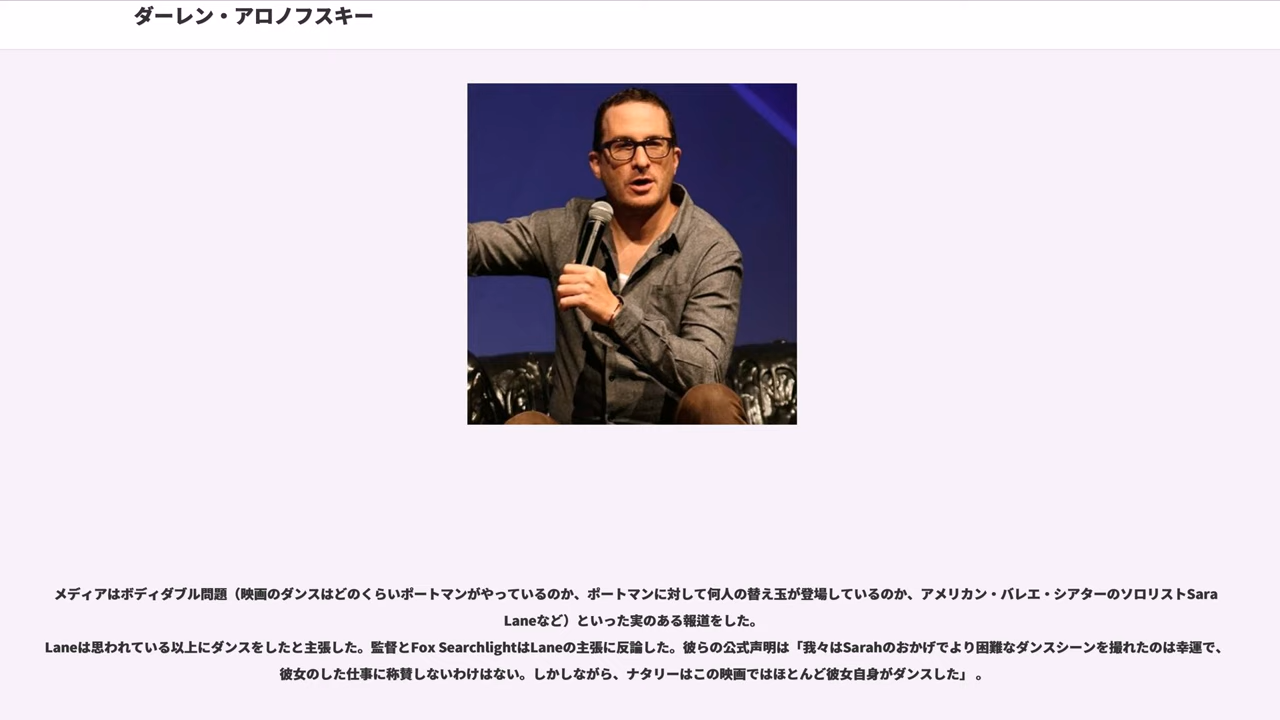 ダーレン・アロノフスキー
メディアはボディダブル問題（映画のダンスはどのくらいポートマンがやっているのか、ポートマンに対して何人の替え玉が登場しているのか、アメリカン・バレエ・シアターのソロリストSara
Laneなど）といった実のある報道をした。
Laneは思われている以上にダンスをしたと主張した。監督とFox SearchlightはLaneの主張に反論した。彼らの公式声明は「我々はSarahのおかげでより困難なダンスシーンを撮れたのは幸運で、
彼女のした仕事に称賛しないわけはない。しかしながら、ナタリーはこの映画ではほとんど彼女自身がダンスした」 。